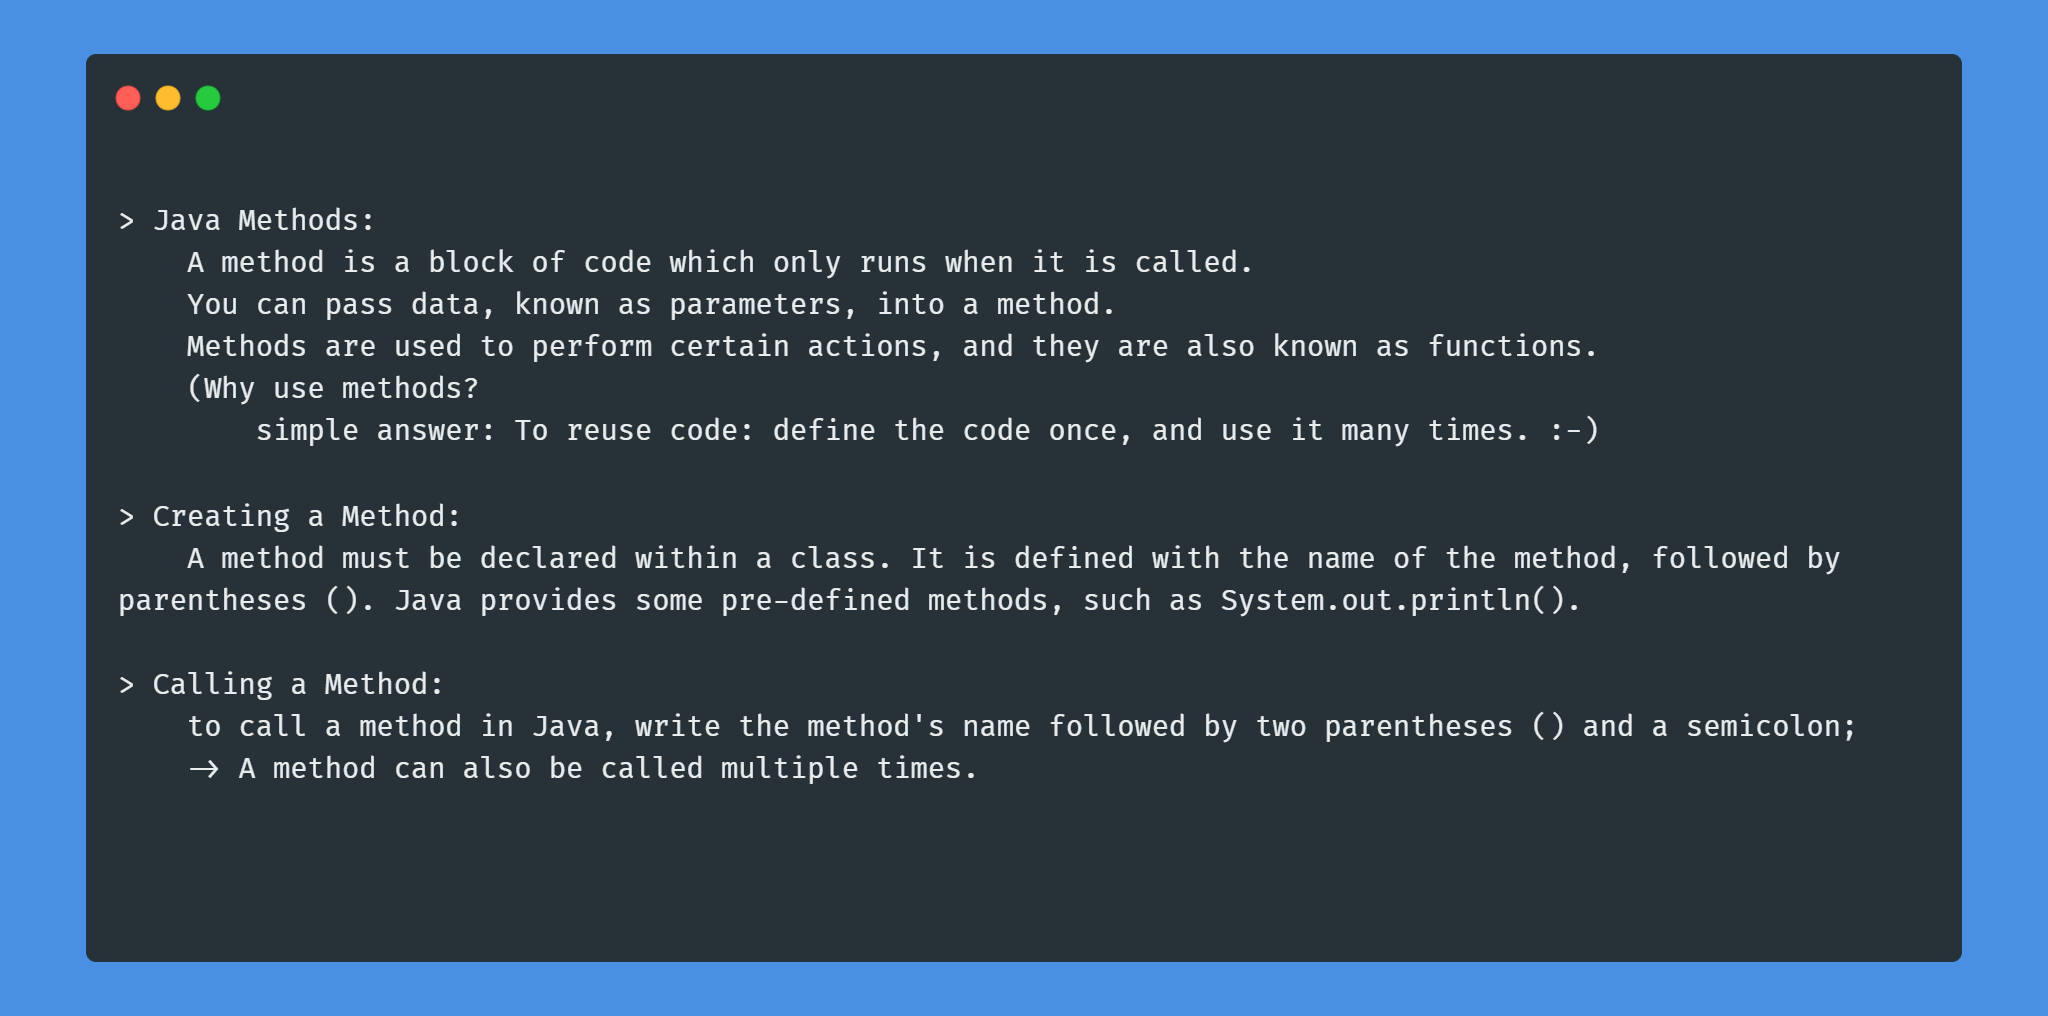 > Java Methods:
A method is a block of code which only runs when it is called.
You can pass data, known as parameters, into a method.
Methods are used to perform certain actions, and they are also known as functions.
(Why use methods?
simple answer: To reuse code: define the code once, and use it many times. :-)
> Creating a Method:
A method must be declared within a class. It is defined with the name of the method, followed by
parentheses (). Java provides some pre-defined methods, such as System.out.println().
> Calling a Method:
to call a method in Java, write the method's name followed by two parentheses () and a semicolon;
→ A method can also be called multiple times.